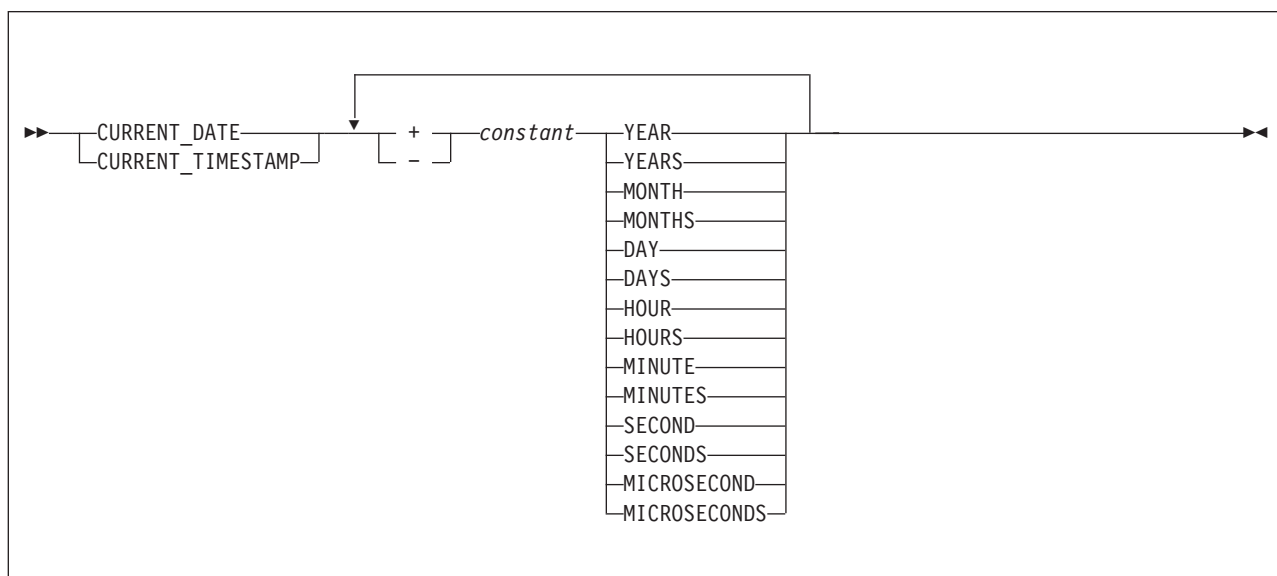 CURRENT_DATE + constant YEAR
CURRENT_TIMESTAMP – YEARS
MONTH
MONTHS
DAY
DAYS
HOUR
HOURS
MINUTE
MINUTES
SECOND
SECONDS
MICROSECOND
MICROSECONDS